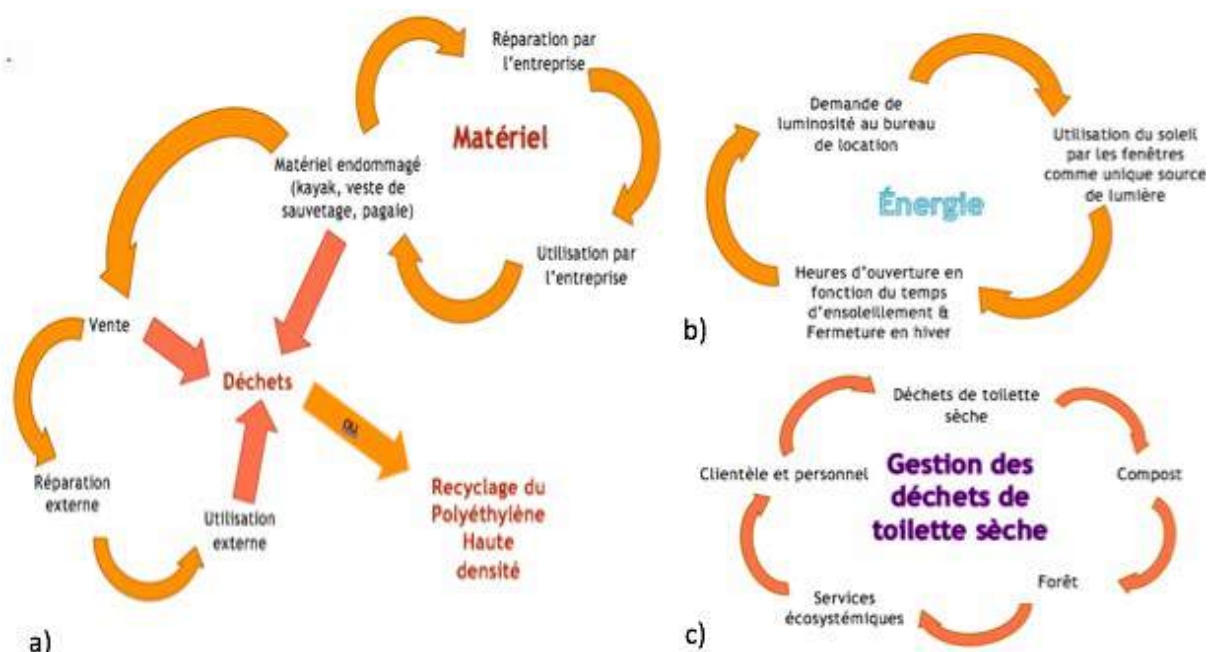 Réparation par
l'entreprise
Matériel
Matériel endommagé
(kayak, veste de
sauvetage, pagaie)
Utilisation par
l'entreprise
Vente
Déchets
ou
Réparation
externe
Utilisation
externe
Recyclage du
Polyéthylène
Haute
densité
a)
Demande de
luminosité au bureau
de location
Utilisation du soleil
par les fenêtres
comme unique source
de lumière
Énergie
Heures d'ouverture en
fonction du temps
d'ensoleillement &
Fermeture en hiver
b)
Déchets de toilette
sèche
Clientèle et personnel
Gestion des
déchets de
toilette sèche
Compost
Forêt
Services
écosystémiques
c)